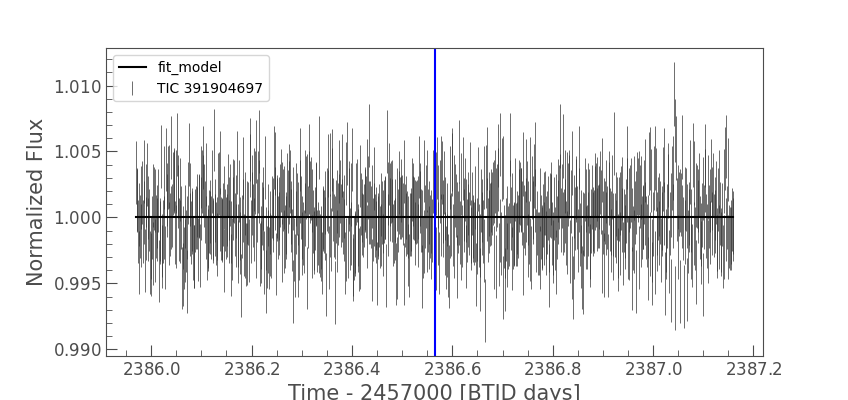 fit_model
TIC 391904697
1.010
1.005
1.000
0.995
0.990
Normalized Flux
2386.0 2386.2 2386.4 2386.6 2386.8 2387.0 2387.2
Time - 2457000 [BTJD days]